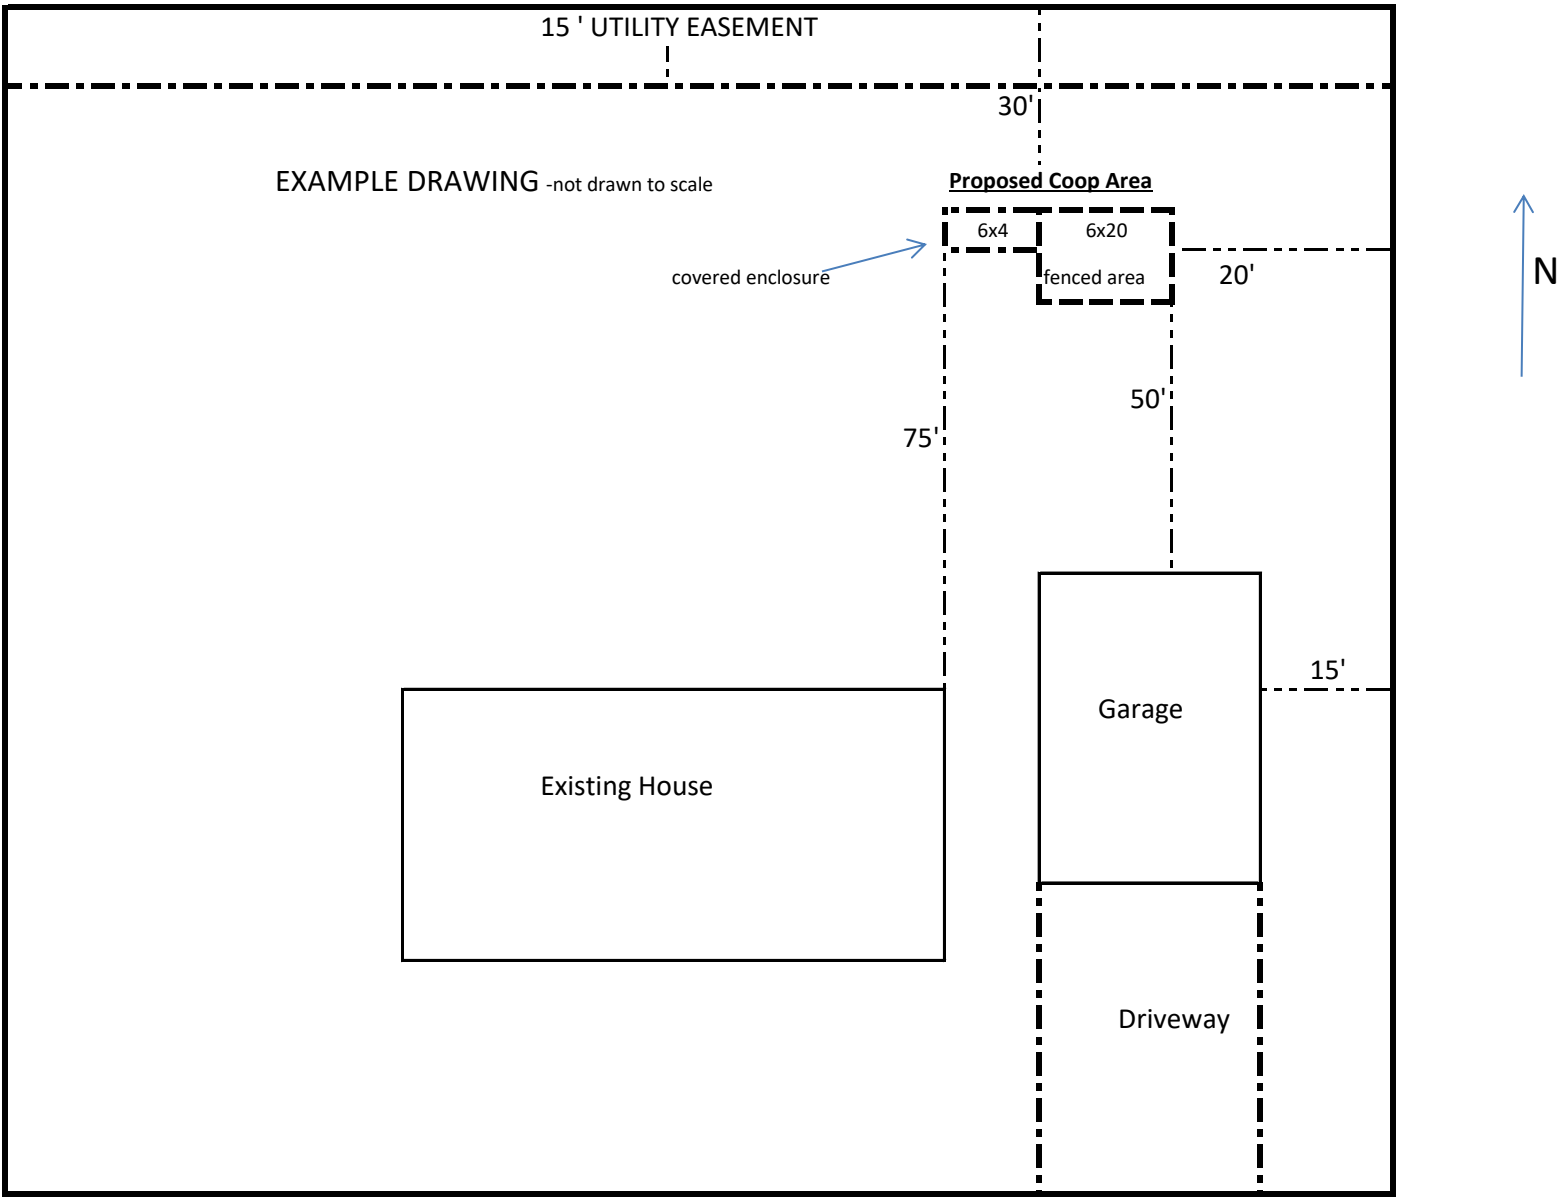 15 ' UTILITY EASEMENT
30'
EXAMPLE DRAWING -not drawn to scale
Proposed Coop Area
6x4
6x20
covered enclosure
fenced area
20'
N
50'
75'
15'
Garage
Existing House
Driveway